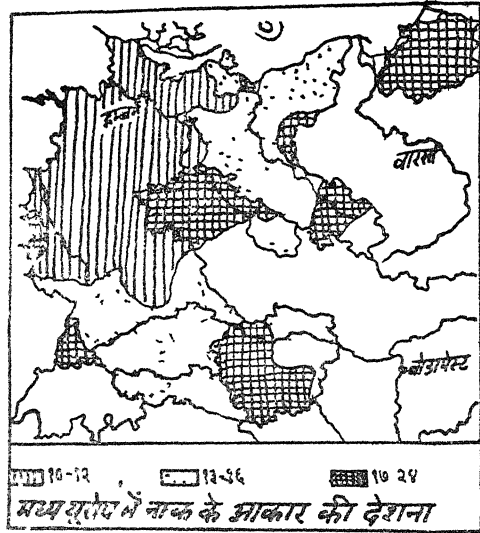 वारसा
बोडापेस्ट
१०-१२ १३-१६ १७ २४
मध्य यूरोप में नाक के आकार की देशना